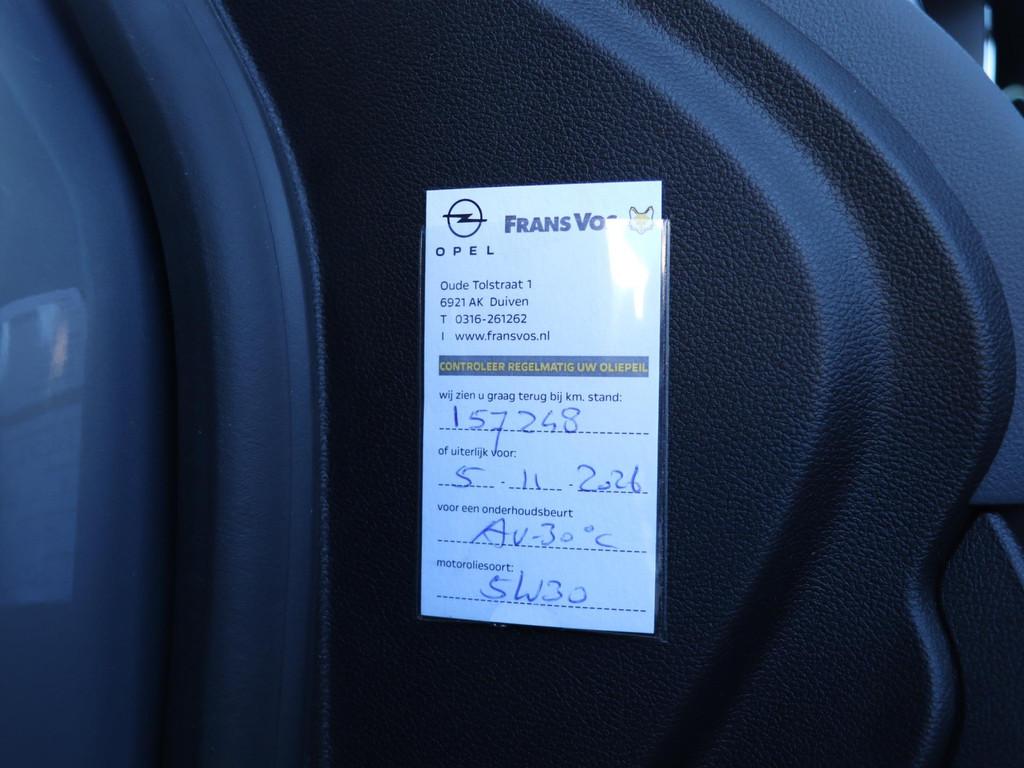 OPEL
FRANS VOS
Oude Tolstraat 1
6921 AK Duiven
T 0316-261262
I www.fransvos.nl
CONTROLEER REGELMATIG UW OLIEPEIL
wij zien u graag terug bij km. stand:
157248
of uiterlijk voor:
5 - 11 - 2026
voor een onderhoudsbeurt
AV-30°C
motoroliesoort:
5W30